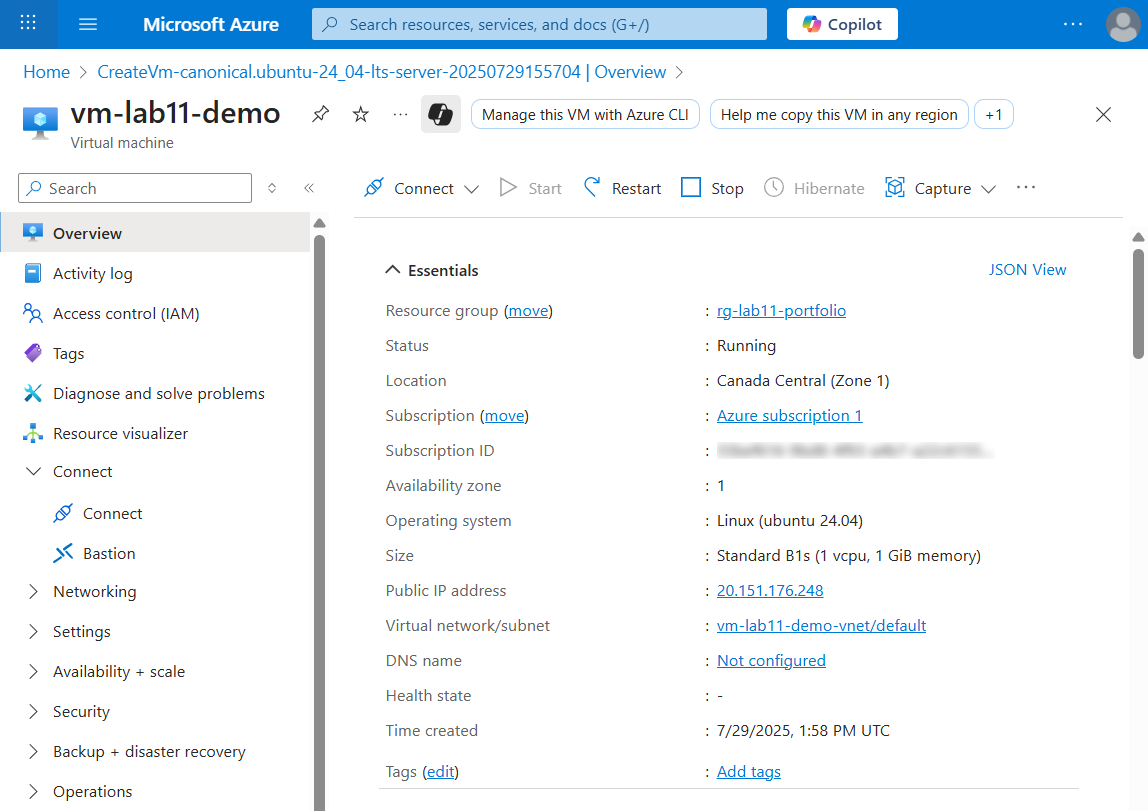 Microsoft Azure
Search resources, services, and docs (G+/)
Copilot
Home > CreateVm-canonical.ubuntu-24_04-lts-server-20250729155704 | Overview >
vm-lab11-demo
Virtual machine
Manage this VM with Azure CLI
Help me copy this VM in any region
+1
Search
Connect
Start
Restart
Stop
Hibernate
Capture
Overview
Activity log
Access control (IAM)
Tags
Diagnose and solve problems
Resource visualizer
Connect
Connect
Bastion
Networking
Settings
Availability + scale
Security
Backup + disaster recovery
Operations
Essentials
JSON View
Resource group (move) : rg-lab11-portfolio
Status : Running
Location : Canada Central (Zone 1)
Subscription (move) : Azure subscription 1
Subscription ID :
Availability zone : 1
Operating system : Linux (ubuntu 24.04)
Size : Standard B1s (1 vcpu, 1 GiB memory)
Public IP address : 20.151.176.248
Virtual network/subnet : vm-lab11-demo-vnet/default
DNS name : Not configured
Health state : -
Time created : 7/29/2025, 1:58 PM UTC
Tags (edit) : Add tags